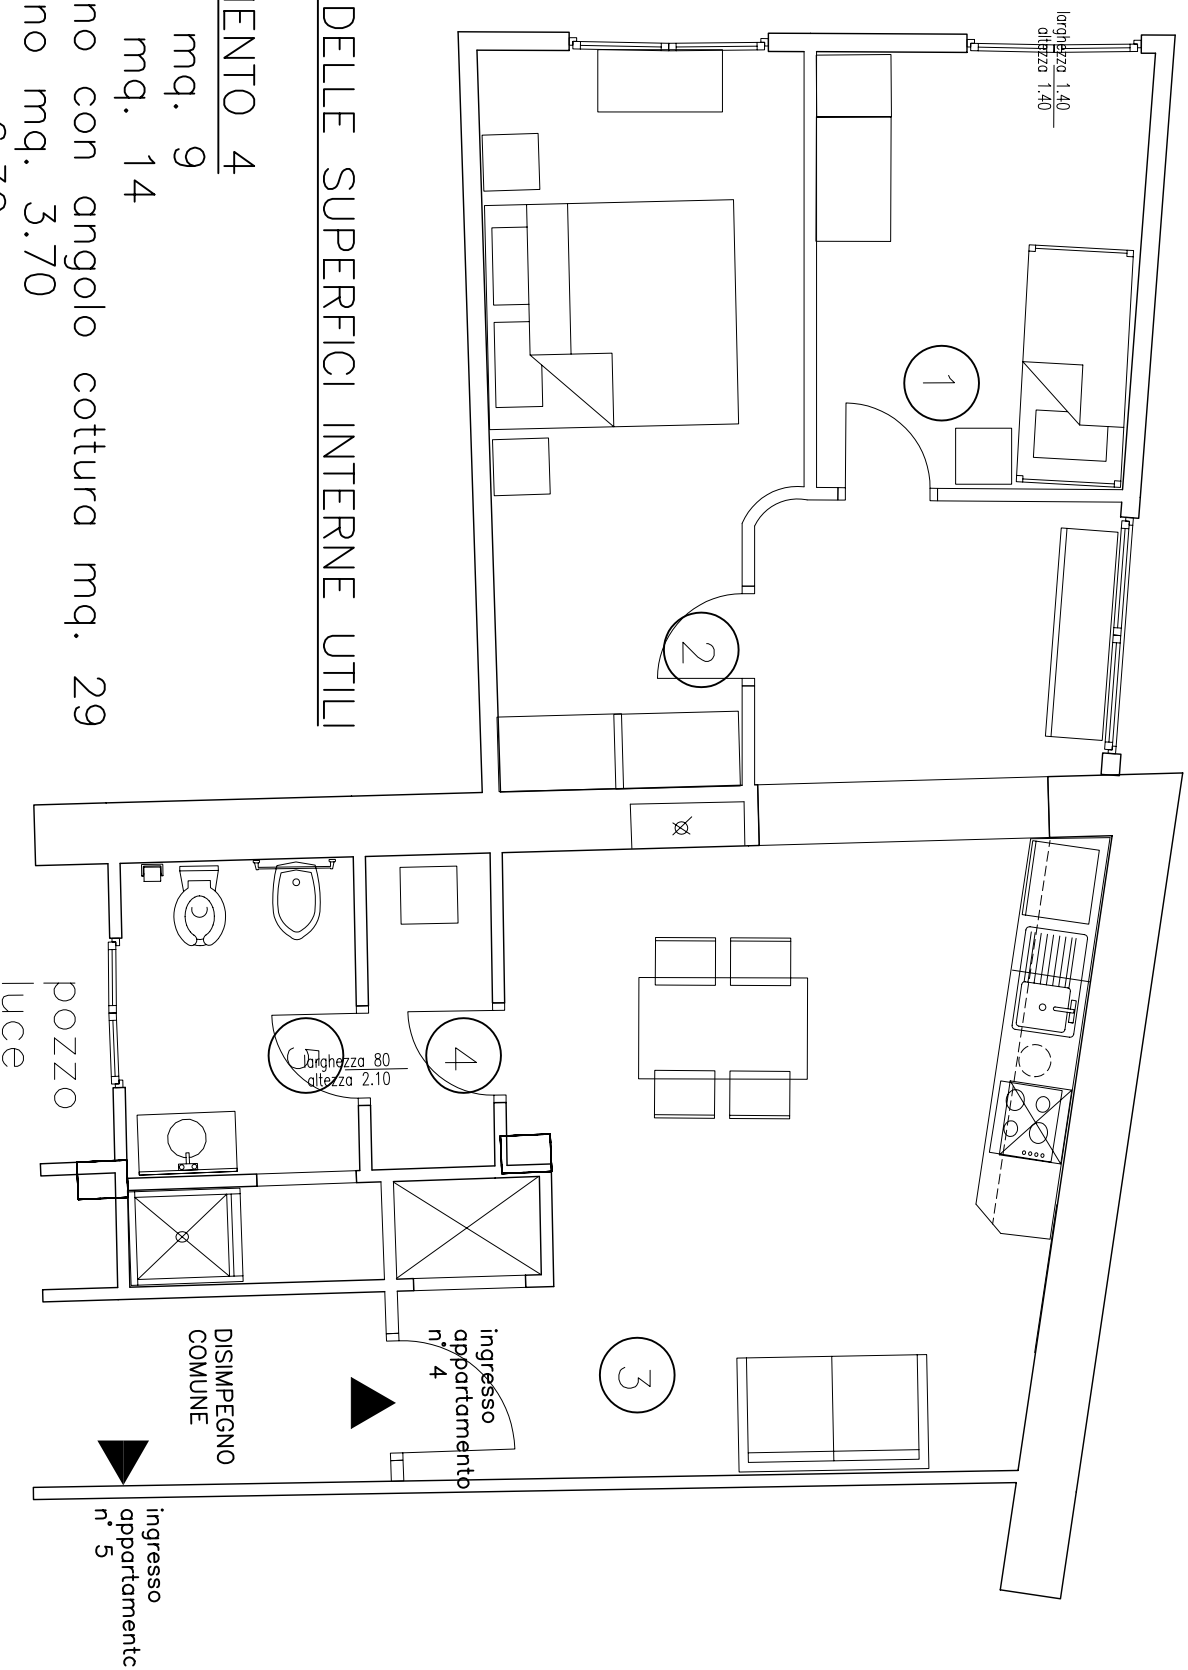 DELLE SUPERFICI INTERNE UTILI
ENTO 4
mq. 9
mq. 14
no con angolo cottura mq. 29
no mq. 3.70
larghezza 1.40
altezza 1.40
1
2
3
4
5
larghezza 80
altezza 2.10
pozzo
luce
DISIMPEGNO
COMUNE
ingresso
appartamento
n° 4
ingresso
appartamento
n° 5